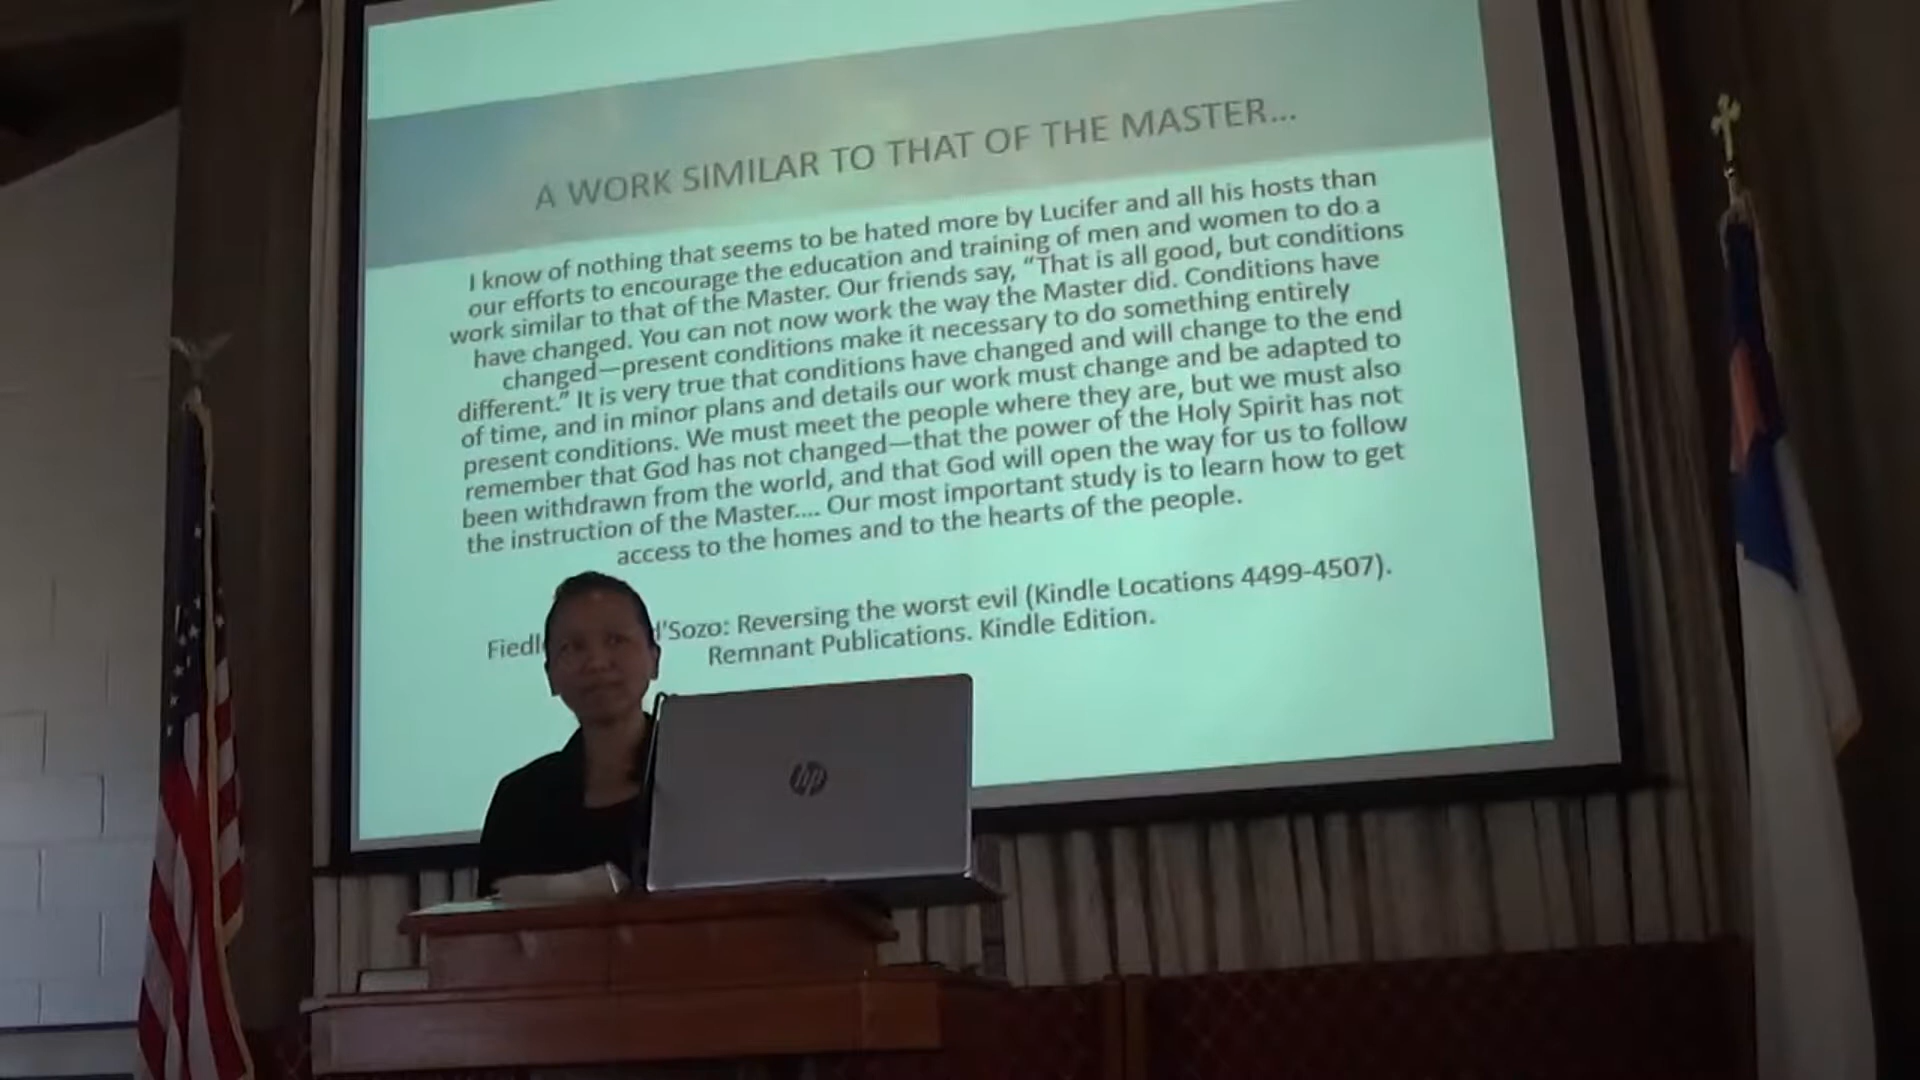 A WORK SIMILAR TO THAT OF THE MASTER...
I know of nothing that seems to be hated more by Lucifer and all his hosts than
our efforts to encourage the education and training of men and women to do a
work similar to that of the Master. Our friends say, “That is all good, but conditions
have changed. You can not now work the way the Master did. Conditions have
changed—present conditions make it necessary to do something entirely
different.” It is very true that conditions have changed and will change to the end
of time, and in minor plans and details our work must change and be adapted to
present conditions. We must meet the people where they are, but we must also
remember that God has not changed—that the power of the Holy Spirit has not
been withdrawn from the world, and that God will open the way for us to follow
the instruction of the Master.... Our most important study is to learn how to get
access to the homes and to the hearts of the people.
d’Sozo: Reversing the worst evil (Kindle Locations 4499-4507).
Remnant Publications. Kindle Edition.
hp